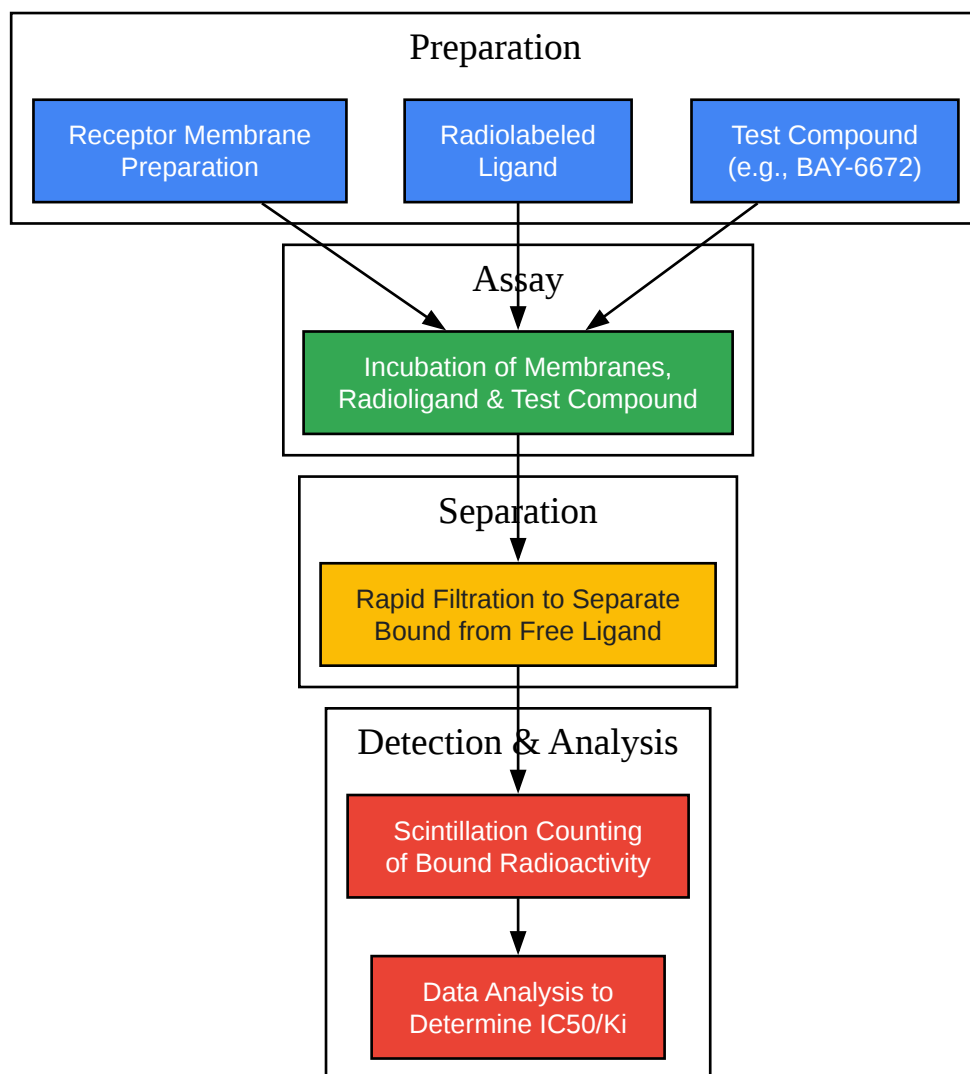 Preparation
Receptor Membrane
Preparation
Radiolabeled
Ligand
Test Compound
(e.g., BAY-6672)
Assay
Incubation of Membranes,
Radioligand & Test Compound
Separation
Rapid Filtration to Separate
Bound from Free Ligand
Detection & Analysis
Scintillation Counting
of Bound Radioactivity
Data Analysis to
Determine IC50/Ki